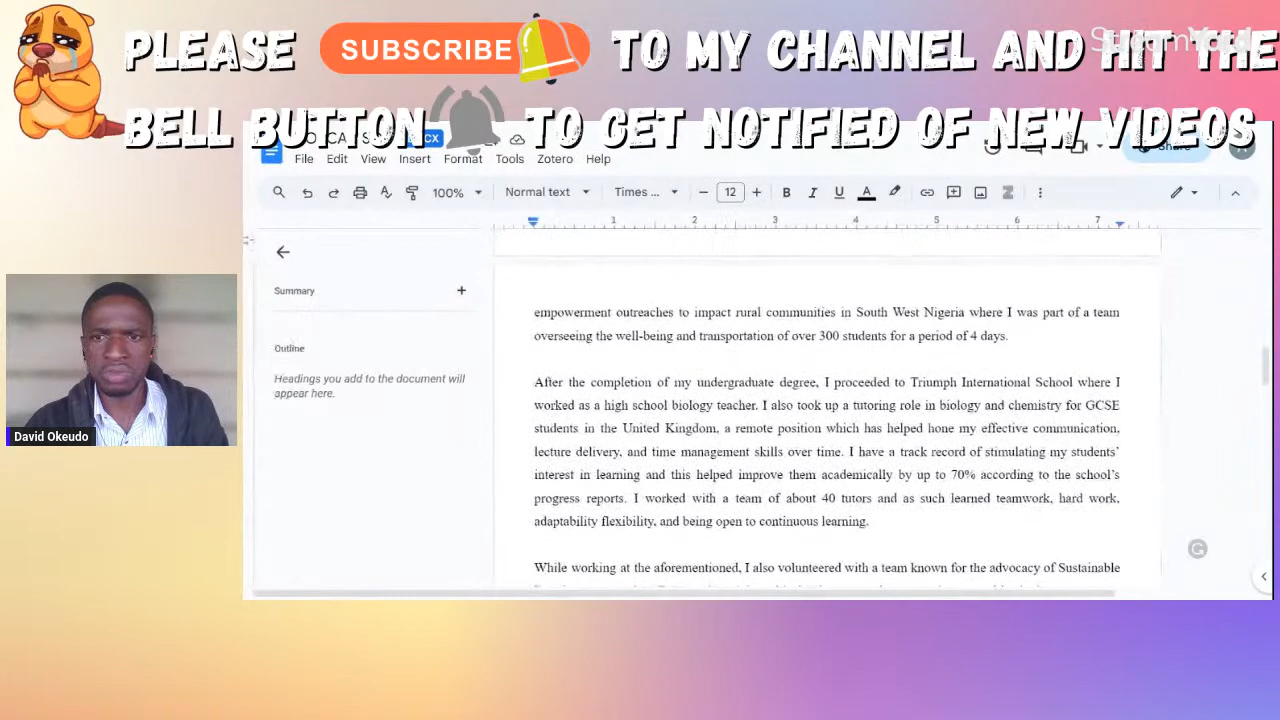 PLEASE SUBSCRIBE TO MY CHANNEL AND HIT THE
BELL BUTTON TO GET NOTIFIED OF NEW VIDEOS
File Edit View Insert Format Tools Zotero Help
100% Normal text Times ... 12
1 2 3 4 5 6 7
Summary
Outline
Headings you add to the document will
appear here.
empowerment outreaches to impact rural communities in South West Nigeria where I was part of a team
overseeing the well-being and transportation of over 300 students for a period of 4 days.
After the completion of my undergraduate degree, I proceeded to Triumph International School where I
worked as a high school biology teacher. I also took up a tutoring role in biology and chemistry for GCSE
students in the United Kingdom, a remote position which has helped hone my effective communication,
lecture delivery, and time management skills over time. I have a track record of stimulating my students’
interest in learning and this helped improve them academically by up to 70% according to the school’s
progress reports. I worked with a team of about 40 tutors and as such learned teamwork, hard work,
adaptability flexibility, and being open to continuous learning.
While working at the aforementioned, I also volunteered with a team known for the advocacy of Sustainable
David Okeudo